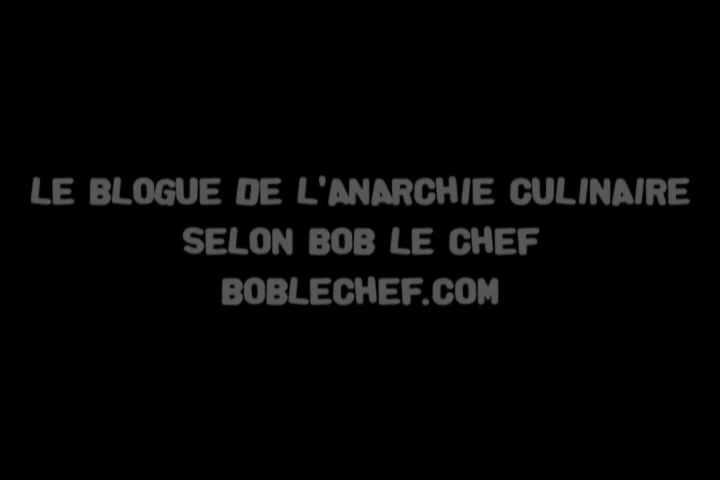 LE BLOGUE DE L'ANARCHIE CULINAIRE
SELON BOB LE CHEF
BOBLECHEF.COM